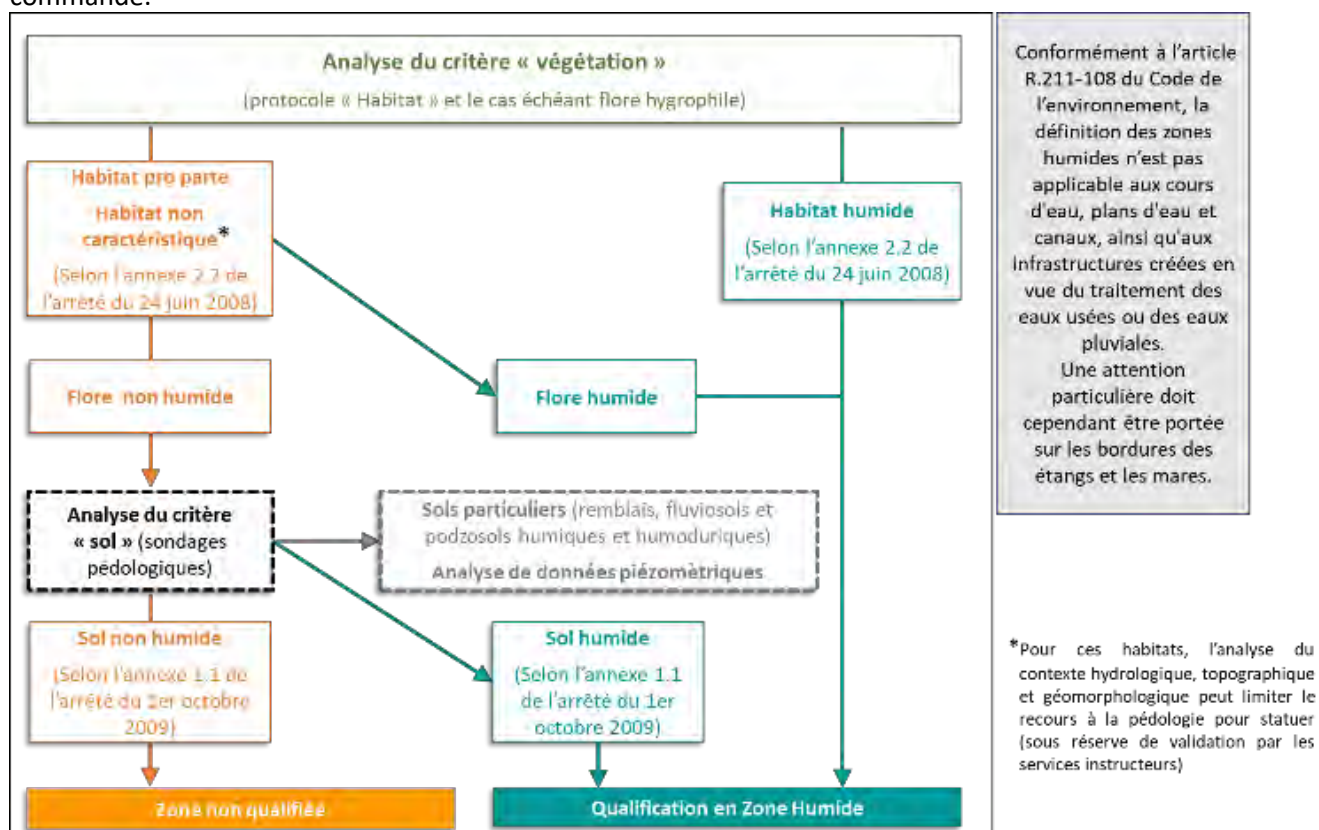 commande.
Analyse du critère « végétation »
(protocole « Habitat » et le cas échéant flore hygrophile)
Habitat pro parte
Habitat non
caractéristique*
(Selon l'annexe 2.2 de
l'arrêté du 24 juin 2008)
Habitat humide
(Selon l'annexe 2.2 de
l'arrêté du 24 juin 2008)
Flore non humide
Flore humide
Analyse du critère
« sol » (sondages
pédologiques)
Sols particuliers (remblais, fluviosols et
podzosols humiques et humoduriques)
Analyse de données piézomètriques
Sol non humide
(Selon l'annexe 1.1 de
l'arrêté du 1er octobre
2009)
Sol humide
(Selon l'annexe 1.1
de l'arrêté du 1er
octobre 2009)
Zone non qualifiée
Qualification en Zone Humide
Conformément à l'article
R.211-108 du Code de
l'environnement, la
définition des zones
humides n'est pas
applicable aux cours
d'eau, plans d'eau et
canaux, ainsi qu'aux
infrastructures créées en
vue du traitement des
eaux usées ou des eaux
pluviales.
Une attention
particulière doit
cependant être portée
sur les bordures des
étangs et les mares.
*Pour ces habitats, l'analyse du
contexte hydrologique, topographique
et géomorphologique peut limiter le
recours à la pédologie pour statuer
(sous réserve de validation par les
services instructeurs)